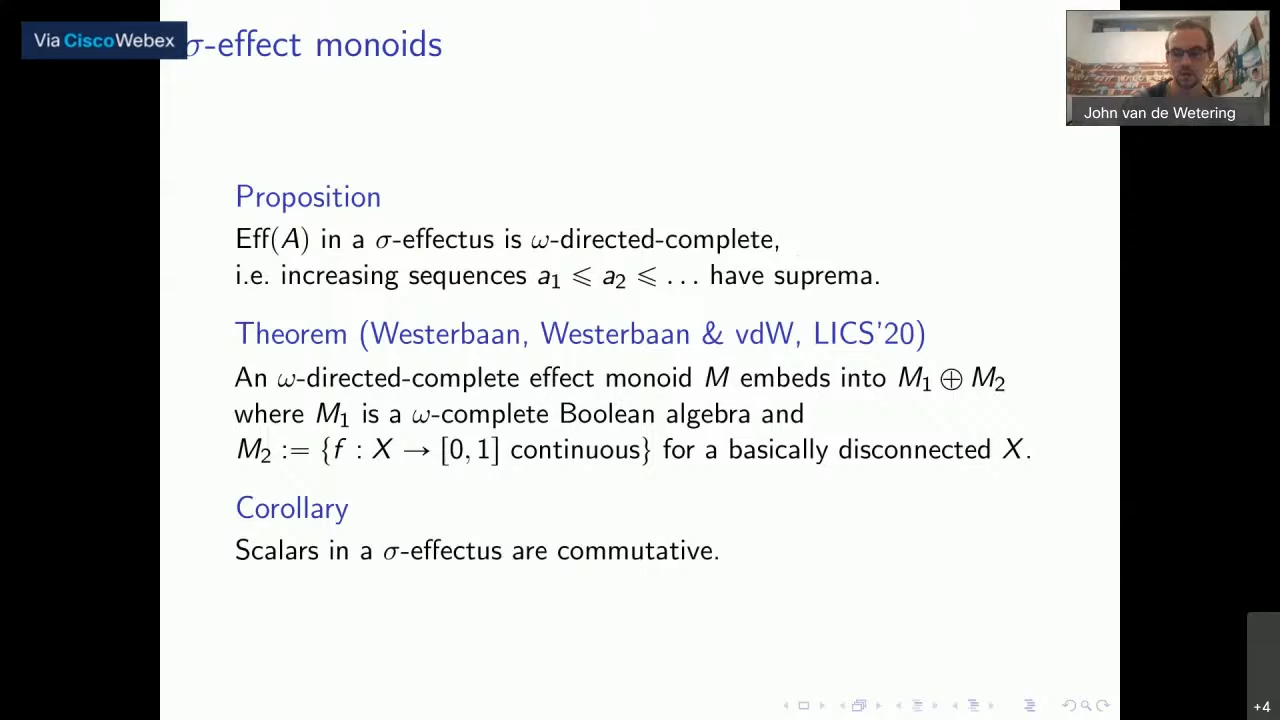 Via Cisco Webex
σ-effect monoids
John van de Wetering
Proposition
Eff(A) in a σ-effectus is ω-directed-complete,
i.e. increasing sequences a₁ ⩽ a₂ ⩽ … have suprema.
Theorem (Westerbaan, Westerbaan & vdW, LICS'20)
An ω-directed-complete effect monoid M embeds into M₁ ⊕ M₂
where M₁ is a ω-complete Boolean algebra and
M₂ := {f : X → [0, 1] continuous} for a basically disconnected X.
Corollary
Scalars in a σ-effectus are commutative.
+4